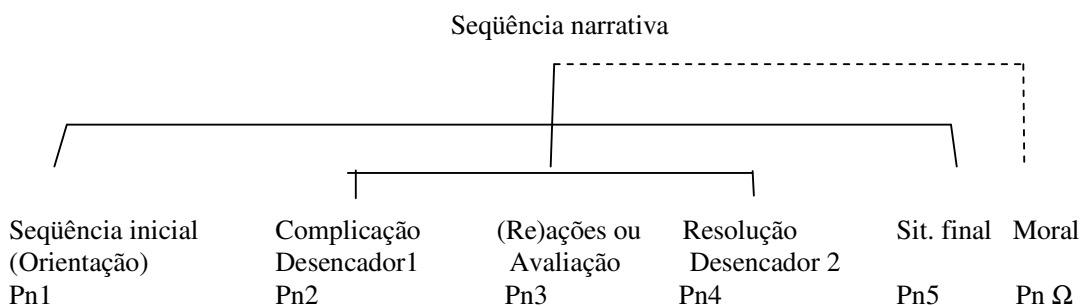 Seqüência narrativa
Seqüência inicial Complicação (Re)ações ou Resolução Sit. final Moral
(Orientação) Desencador1 Avaliação Desencador 2
Pn1 Pn2 Pn3 Pn4 Pn5 Pn Ω